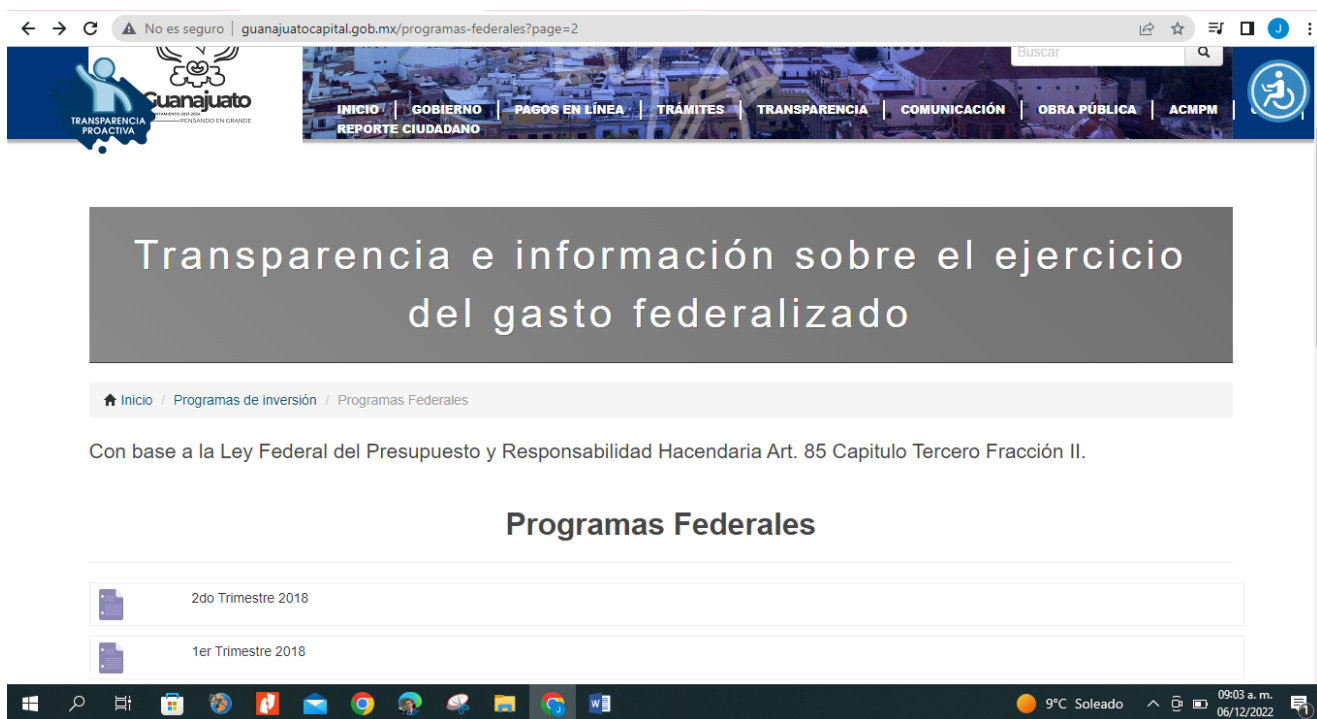 No es seguro | guanajuatocapital.gob.mx/programas-federales?page=2
J
Buscar
TRANSPARENCIA
PROACTIVA
Guanajuato
PENSANDO EN GRANDE
INICIO | GOBIERNO | PAGOS EN LÍNEA | TRÁMITES | TRANSPARENCIA | COMUNICACIÓN | OBRA PÚBLICA | ACMPM |
REPORTE CIUDADANO
Transparencia e información sobre el ejercicio
del gasto federalizado
Inicio / Programas de inversión / Programas Federales
Con base a la Ley Federal del Presupuesto y Responsabilidad Hacendaria Art. 85 Capitulo Tercero Fracción II.
Programas Federales
2do Trimestre 2018
1er Trimestre 2018
9°C Soleado
09:03 a. m.
06/12/2022
1